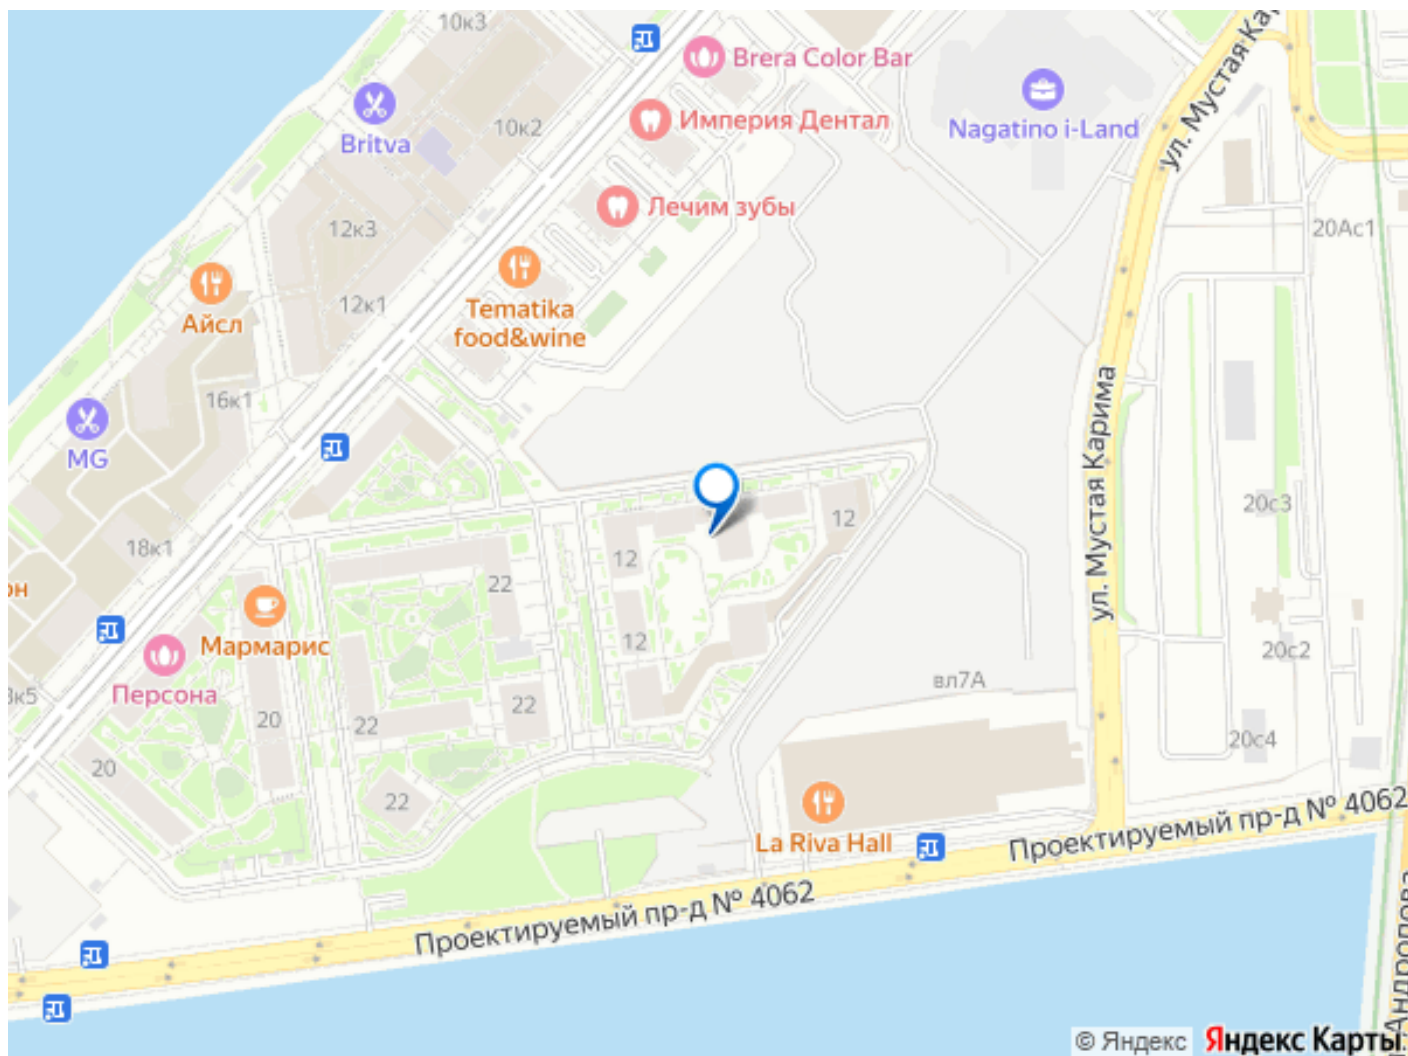 10к3
Brera Color Bar
ул. Мустая Ка
Britva
10к2
Империя Дентал
Nagatino i-Land
Лечим зубы
12к3
20Ас1
Айсл
12к1
Tematika
food&wine
16к1
MG
ул. Мустая Карима
18к1
12
12
20с3
он
22
Мармарис
12
20с2
Персона
к5
20
22
22
вл7А
20с4
20
22
La Riva Hall
Проектируемый пр-д № 4062
Проектируемый пр-д № 4062
Андропова
© Яндекс Яндекс Карты